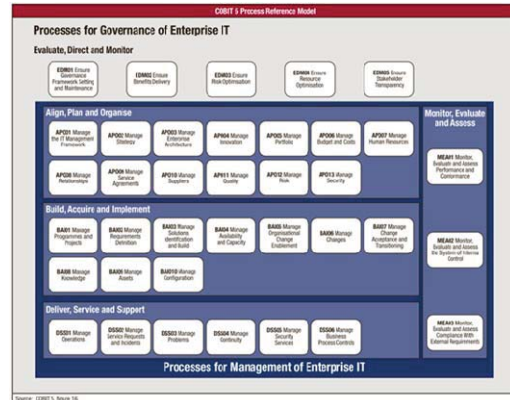 COBIT 5 Process Reference Model
Processes for Governance of Enterprise IT
Evaluate, Direct and Monitor
EDM01 Ensure
Governance
Framework Setting
and Maintenance
EDM02 Ensure
Benefits Delivery
EDM03 Ensure
Risk Optimisation
EDM04 Ensure
Resource
Optimisation
EDM05 Ensure
Stakeholder
Transparency
Align, Plan and Organise
APO01 Manage
the IT Management
Framework
APO02 Manage
Strategy
APO03 Manage
Enterprise
Architecture
APO04 Manage
Innovation
APO05 Manage
Portfolio
APO06 Manage
Budget and Costs
APO07 Manage
Human Resources
APO08 Manage
Relationships
APO09 Manage
Service
Agreements
APO10 Manage
Suppliers
APO11 Manage
Quality
APO12 Manage
Risk
APO13 Manage
Security
Build, Acquire and Implement
BAI01 Manage
Programmes and
Projects
BAI02 Manage
Requirements
Definition
BAI03 Manage
Solutions
Identification
and Build
BAI04 Manage
Availability
and Capacity
BAI05 Manage
Organisational
Change
Enablement
BAI06 Manage
Changes
BAI07 Manage
Change
Acceptance and
Transitioning
BAI08 Manage
Knowledge
BAI09 Manage
Assets
BAI010 Manage
Configuration
Deliver, Service and Support
DSS01 Manage
Operations
DSS02 Manage
Service Requests
and Incidents
DSS03 Manage
Problems
DSS04 Manage
Continuity
DSS05 Manage
Security
Services
DSS06 Manage
Business
Process Controls
Monitor, Evaluate
and Assess
MEA01 Monitor,
Evaluate and Assess
Performance and
Conformance
MEA02 Monitor,
Evaluate and Assess
the System of Internal
Control
MEA03 Monitor,
Evaluate and Assess
Compliance With
External Requirements
Processes for Management of Enterprise IT
Source: COBIT 5, figure 16.